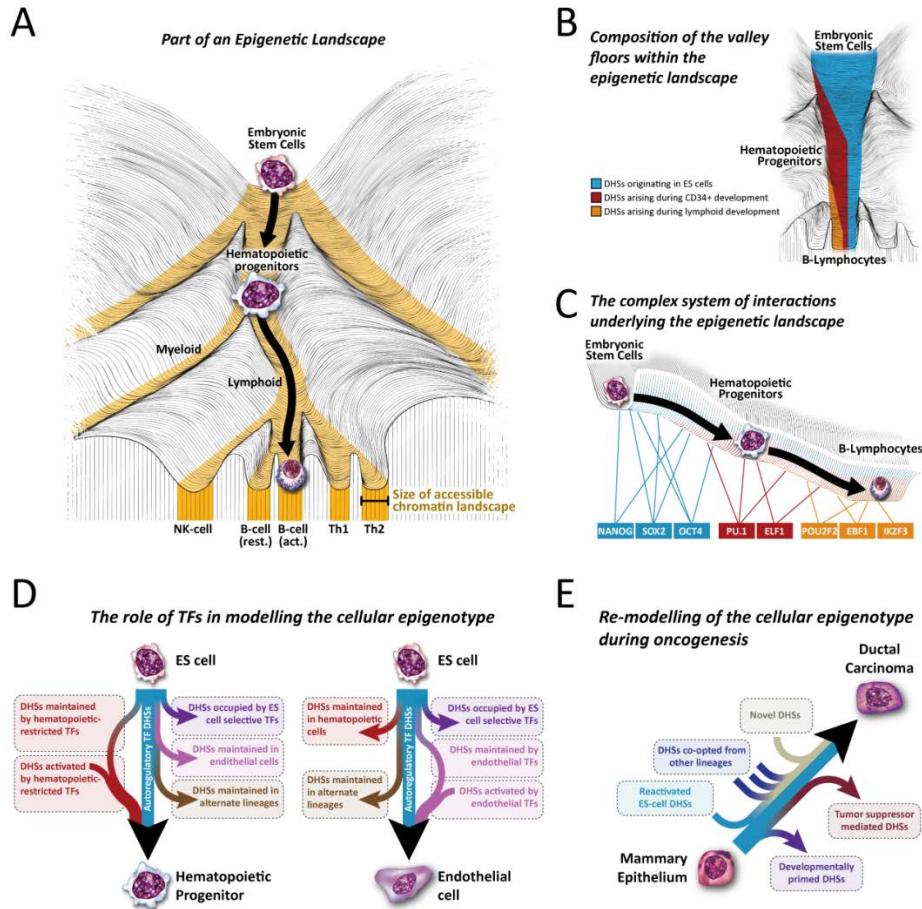 A
Part of an Epigenetic Landscape
Embryonic
Stem Cells
Hematopoietic
progenitors
Myeloid
Lymphoid
Size of accessible
chromatin landscape
NK-cell
B-cell
(rest.)
B-cell
(act.)
Th1
Th2
B
Composition of the valley
floors within the
epigenetic landscape
Embryonic
Stem Cells
Hematopoietic
Progenitors
DHSs originating in ES cells
DHSs arising during CD34+ development
DHSs arising during lymphoid development
B-Lymphocytes
C
The complex system of interactions
underlying the epigenetic landscape
Embryonic
Stem Cells
Hematopoietic
Progenitors
B-Lymphocytes
NANOG
SOX2
OCT4
PU.1
ELF1
POU2F2
EBF1
IKZF3
D
The role of TFs in modelling the cellular epigenotype
ES cell
DHSs maintained
by hematopoietic-
restricted TFs
DHSs activated
by hematopoietic-
restricted TFs
Autoregulatory TF DHSs
DHSs occupied by ES
cell selective TFs
DHSs maintained in
endithelial cells
DHSs maintained in
alternate lineages
Hematopoietic
Progenitor
ES cell
DHSs maintained
in hematopoietic
cells
DHSs maintained
in alternate
lineages
Autoregulatory TF DHSs
DHSs occupied by ES
cell selective TFs
DHSs maintained by
endothelial TFs
DHSs activated by
endothelial TFs
Endothelial
cell
E
Re-modelling of the cellular epigenotype
during oncogenesis
Ductal
Carcinoma
Novel DHSs
DHSs co-opted from
other lineages
Reactivated
ES-cell DHSs
Tumor suppressor
mediated DHSs
Mammary
Epithelium
Developmentally
primed DHSs